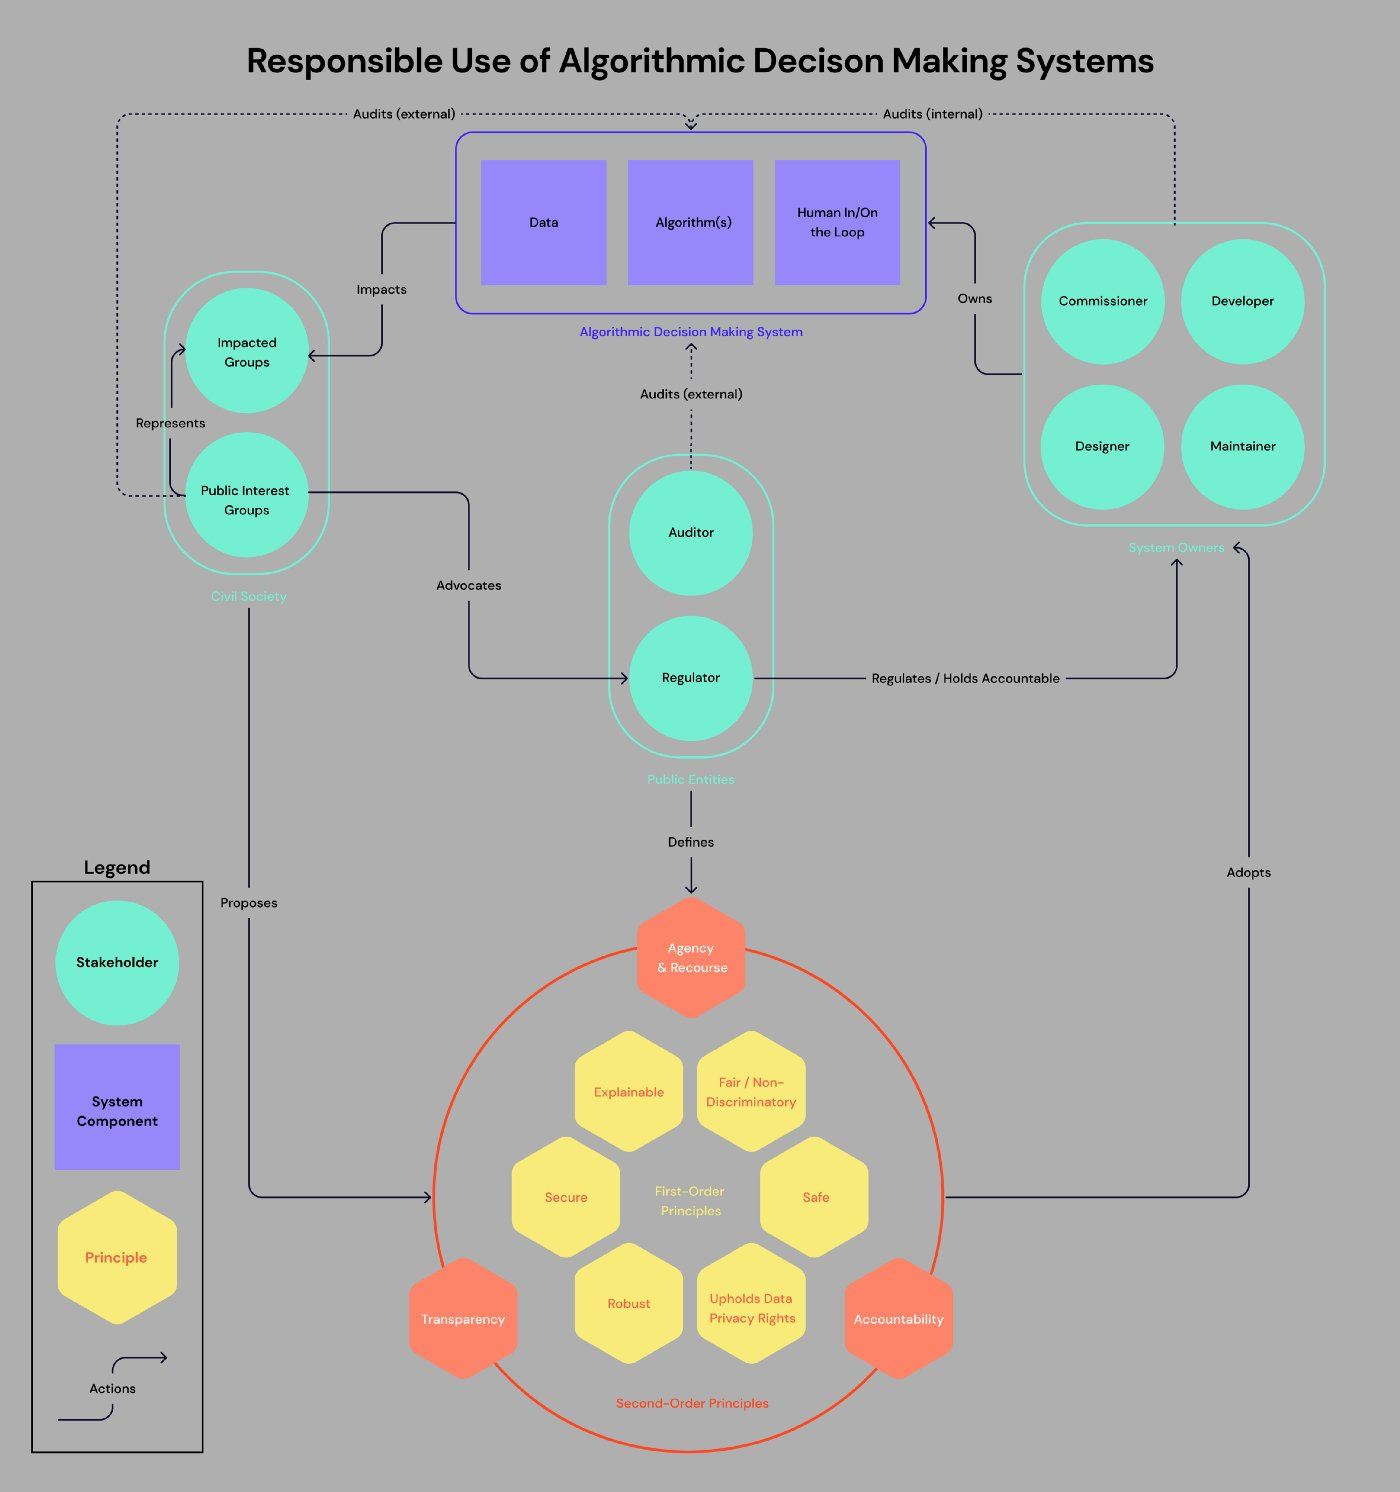 Responsible Use of Algorithmic Decison Making Systems
Audits (external)
Audits (internal)
Data
Algorithm(s)
Human In/On
the Loop
Algorithmic Decision Making System
Impacts
Owns
Commissioner
Developer
Designer
Maintainer
System Owners
Impacted
Groups
Represents
Public Interest
Groups
Civil Society
Audits (external)
Auditor
Regulator
Public Entities
Advocates
Regulates / Holds Accountable
Defines
Proposes
Adopts
Legend
Stakeholder
System
Component
Principle
Actions
Agency
& Recourse
Explainable
Fair / Non-
Discriminatory
Secure
First-Order
Principles
Safe
Robust
Upholds Data
Privacy Rights
Transparency
Accountability
Second-Order Principles